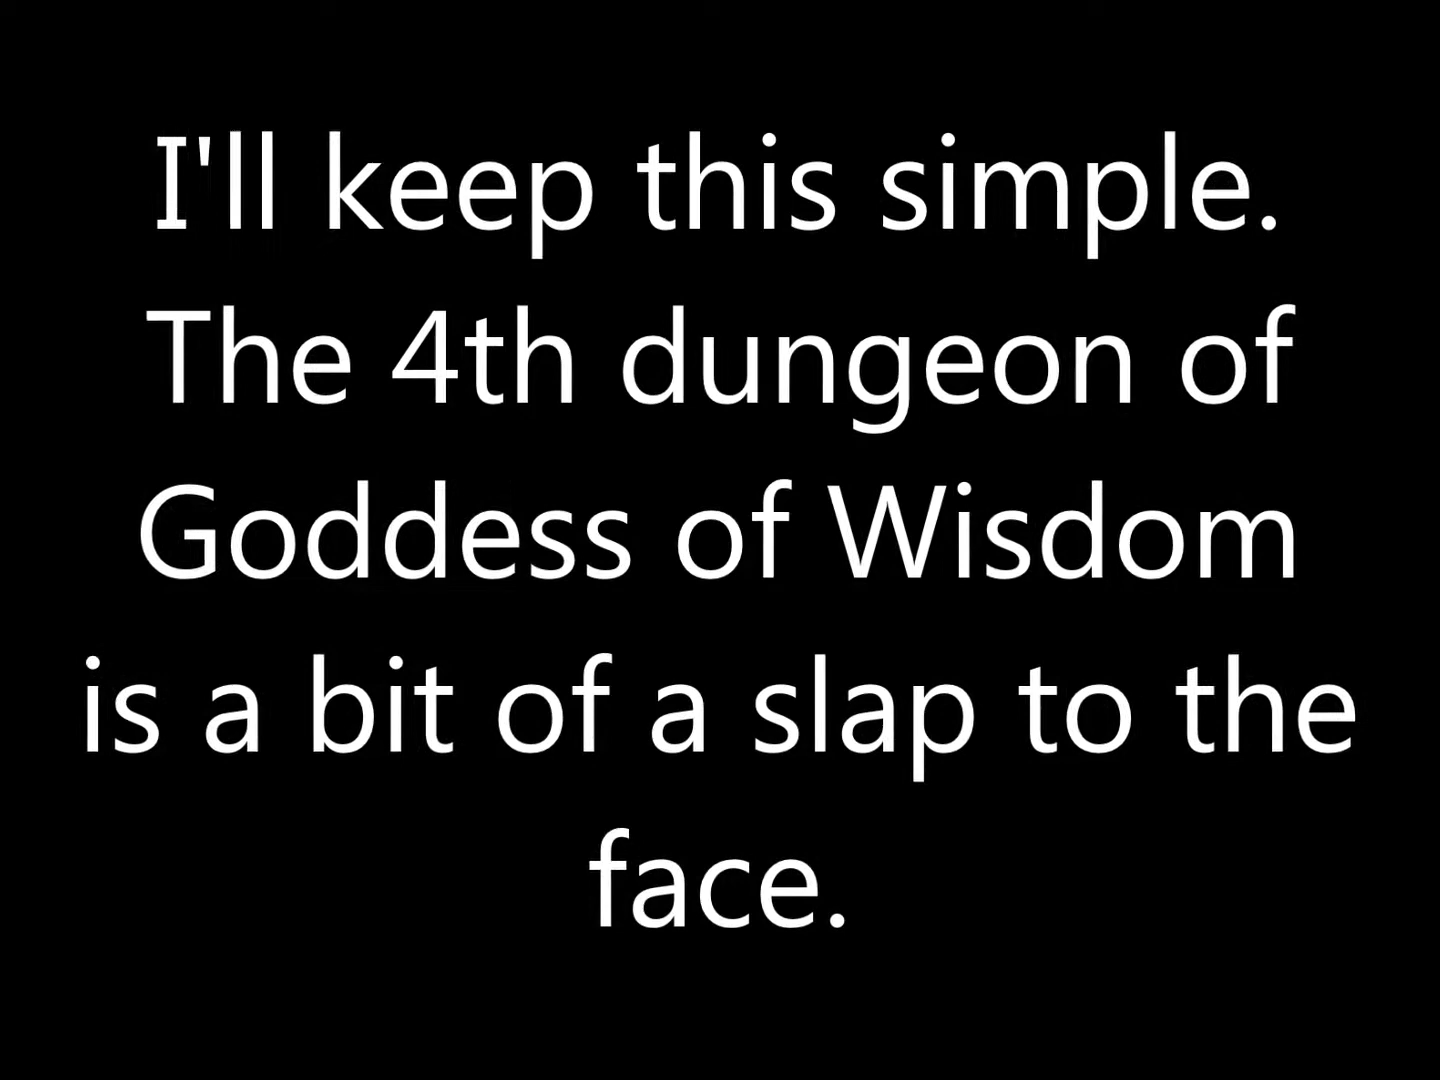 I'll keep this simple.
The 4th dungeon of
Goddess of Wisdom
is a bit of a slap to the
face.